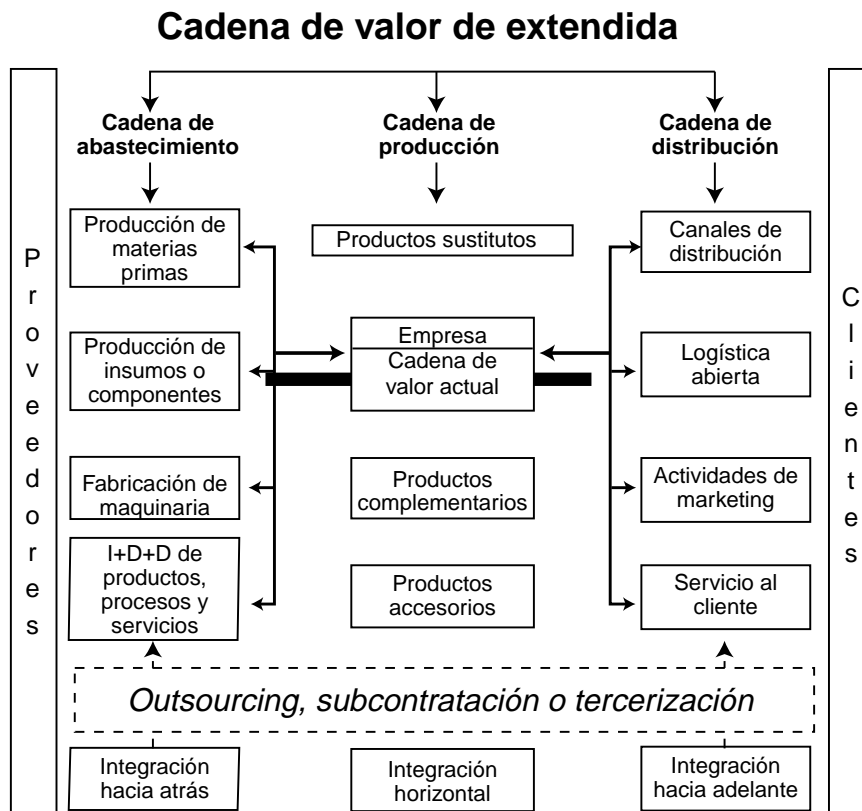 Cadena de valor de extendida
Proveedores
Cadena de
abastecimiento
Producción de
materias
primas
Producción de
insumos o
componentes
Fabricación de
maquinaria
I+D+D de
productos,
procesos y
servicios
Cadena de
producción
Productos sustitutos
Empresa
Cadena de
valor actual
Productos
complementarios
Productos
accesorios
Cadena de
distribución
Canales de
distribución
Logística
abierta
Actividades de
marketing
Servicio al
cliente
Clientes
Outsourcing, subcontratación o tercerización
Integración
hacia atrás
Integración
horizontal
Integración
hacia adelante